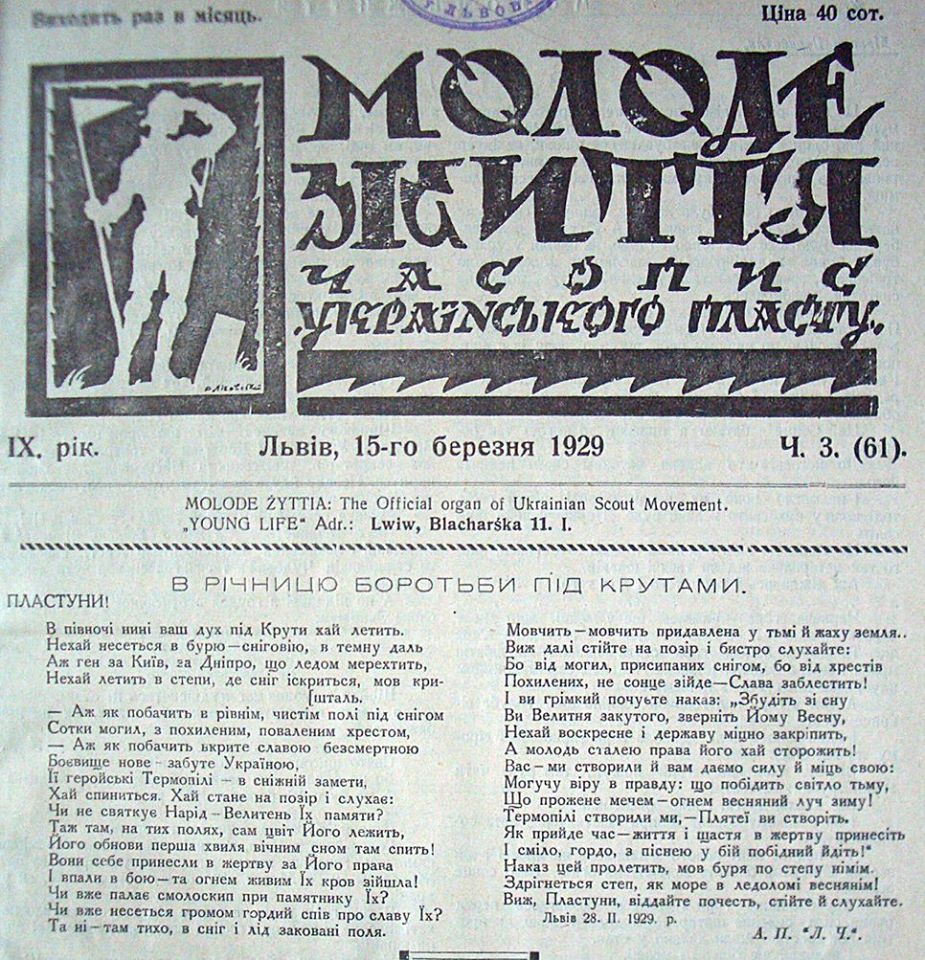 Виходить раз в місяць.
ЛЬВОВ
Ціна 40 сот.
МОЛОДЕ
ЖИТТЯ
ЧАСОПИС
УКРАЇНСЬКОГО ПЛАСТУ.
IX. рік.
Львів, 15-го березня 1929
Ч. 3. (61).
MOLODE ŻYTTIA: The Official organ of Ukrainian Scout Movement.
„YOUNG LIFE“ Adr.: Lwiw, Blacharśka 11. I.
В РІЧНИЦЮ БОРОТЬБИ ПІД КРУТАМИ.
ПЛАСТУНИ!
В півночі нині ваш дух під Крути хай летить.
Нехай несеться в бурю—сніговію, в темну даль
Аж ген за Київ, за Дніпро, що ледом мерехтить,
Нехай летить в степи, де сніг іскриться, мов кри-
[шталь.
— Аж як побачить в рівнім, чистім полі під снігом
Сотки могил, з похиленим, поваленим хрестом,
— Аж як побачить вкрите славою безсмертною
Боєвище нове - забуте Україною,
Її геройські Термопілі - в сніжній замети,
Хай спиниться. Хай стане на позір і слухає:
Чи не святкує Нарід-Велитень Їх памяти?
Таж там, на тих полях, сам цвіт Його лежить,
Його обнови перша хвиля вічним сном там спить!
Вони себе принесли в жертву за Його права
І впали в бою—та огнем живим Їх кров зійшла!
Чи вже палає смолоскип при памятнику Їх?
Чи вже несеться громом гордий спів про славу Їх?
Та ні-там тихо, в сніг і лід заковані поля.
Мовчить—мовчить придавлена у тьмі й жаху земля..
Виж далі стійте на позір і бистро слухайте:
Бо від могил, присипаних снігом, бо від хрестів
Похилених, не сонце зійде—Слава заблестить!
І ви грімкий почуєте наказ: „Збудіть зі сну
Ви Велитня закутого, зверніть Йому Весну,
Нехай воскресне і державу міцно закріпить,
А молодь сталею права його хай сторожить!
Вас-ми створили й вам даємо силу й міць свою:
Могучу віру в правду: що побідить світло тьму,
Що прожене мечем-огнем весняний луч зиму!
Термопілі створили ми,—Плятеї ви створіть.
Як прийде час—життя і щастя в жертву принесіть
І сміло, гордо, з піснею у бій побідний йдіть!“
Наказ цей пролетить, мов буря по степу німім.
Здрігнеться степ, як море в ледоломі веснянім!
Виж, Пластуни, віддайте почесть, стійте й слухайте.
Львів 28. II. 1929. р.
А. П. "Л. Ч.".